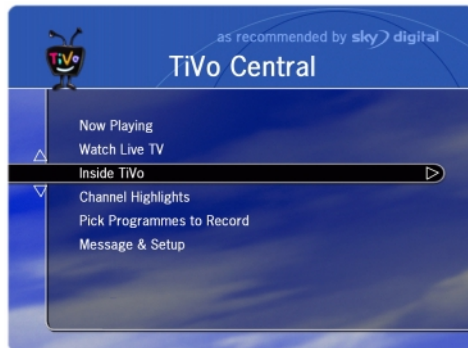 as recommended by sky digital
TiVo
TiVo Central
Now Playing
Watch Live TV
Inside TiVo
Channel Highlights
Pick Programmes to Record
Message & Setup